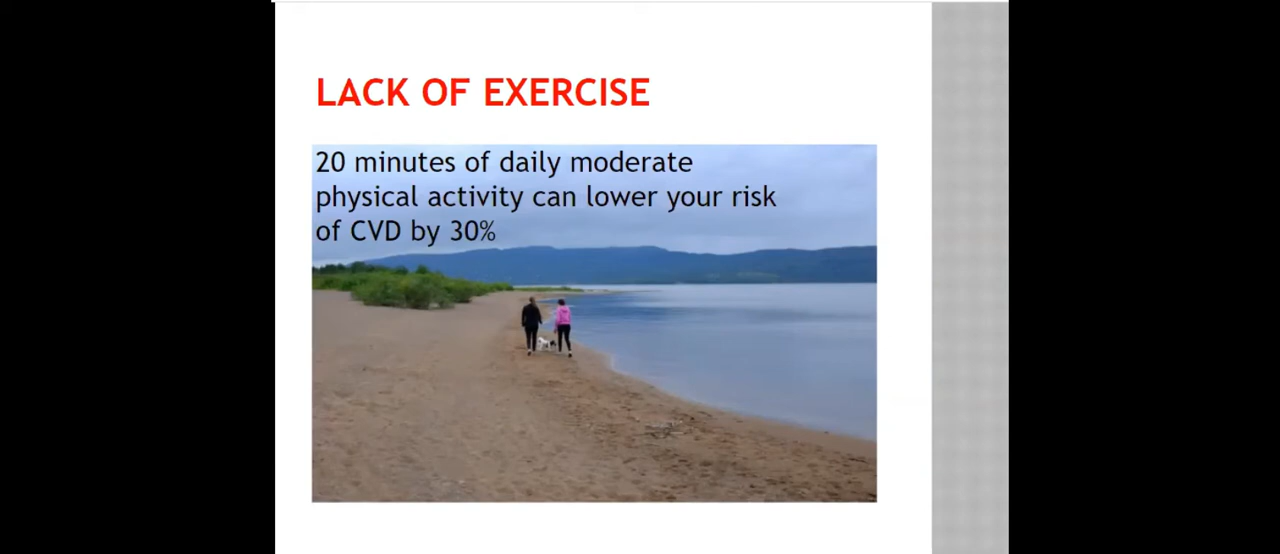 LACK OF EXERCISE
20 minutes of daily moderate
physical activity can lower your risk
of CVD by 30%